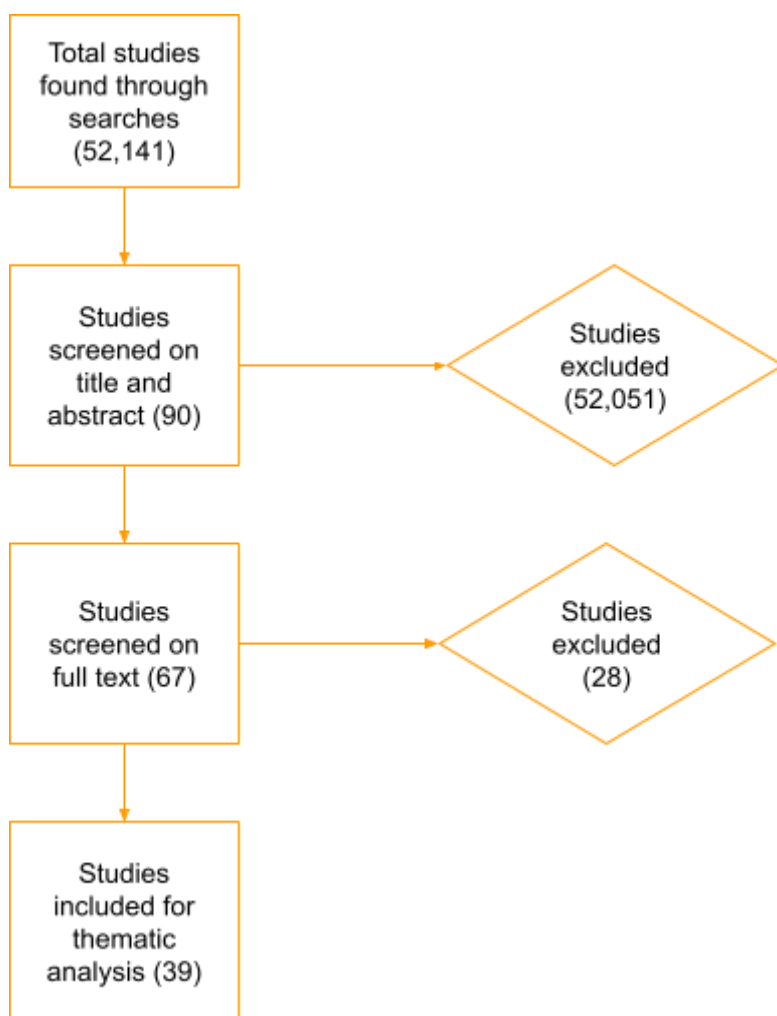 Total studies
found through
searches
(52,141)
Studies
screened on
title and
abstract (90)
Studies
excluded
(52,051)
Studies
screened on
full text (67)
Studies
excluded
(28)
Studies
included for
thematic
analysis (39)